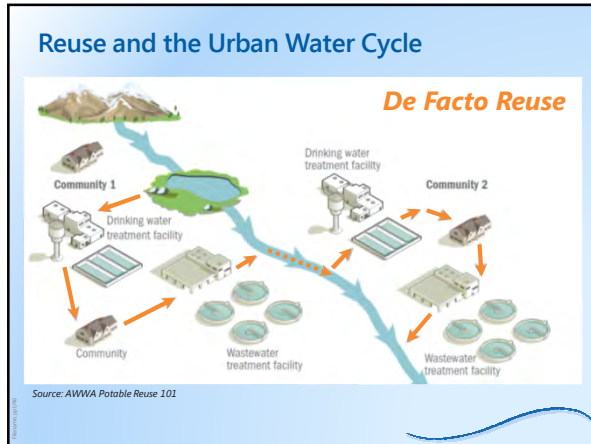 Reuse and the Urban Water Cycle
De Facto Reuse
Community 1
Drinking water
treatment facility
Community
Wastewater
treatment facility
Drinking water
treatment facility
Community 2
Wastewater
treatment facility
Source: AWWA Potable Reuse 101